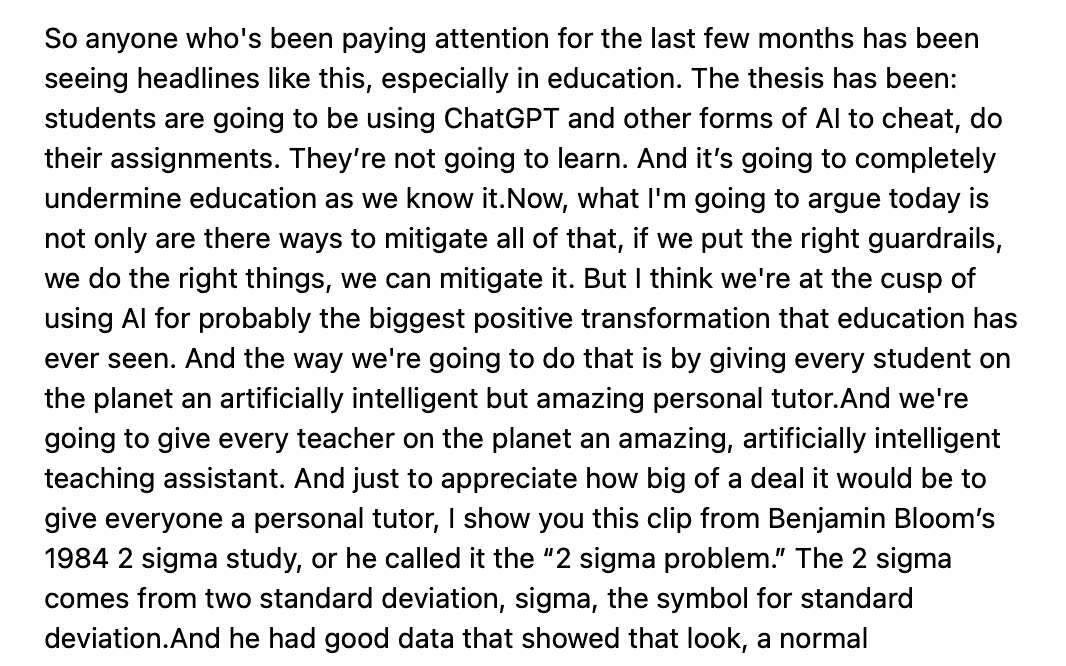 So anyone who's been paying attention for the last few months has been
seeing headlines like this, especially in education. The thesis has been:
students are going to be using ChatGPT and other forms of AI to cheat, do
their assignments. They’re not going to learn. And it’s going to completely
undermine education as we know it.Now, what I'm going to argue today is
not only are there ways to mitigate all of that, if we put the right guardrails,
we do the right things, we can mitigate it. But I think we're at the cusp of
using AI for probably the biggest positive transformation that education has
ever seen. And the way we're going to do that is by giving every student on
the planet an artificially intelligent but amazing personal tutor.And we're
going to give every teacher on the planet an amazing, artificially intelligent
teaching assistant. And just to appreciate how big of a deal it would be to
give everyone a personal tutor, I show you this clip from Benjamin Bloom’s
1984 2 sigma study, or he called it the “2 sigma problem.” The 2 sigma
comes from two standard deviation, sigma, the symbol for standard
deviation.And he had good data that showed that look, a normal